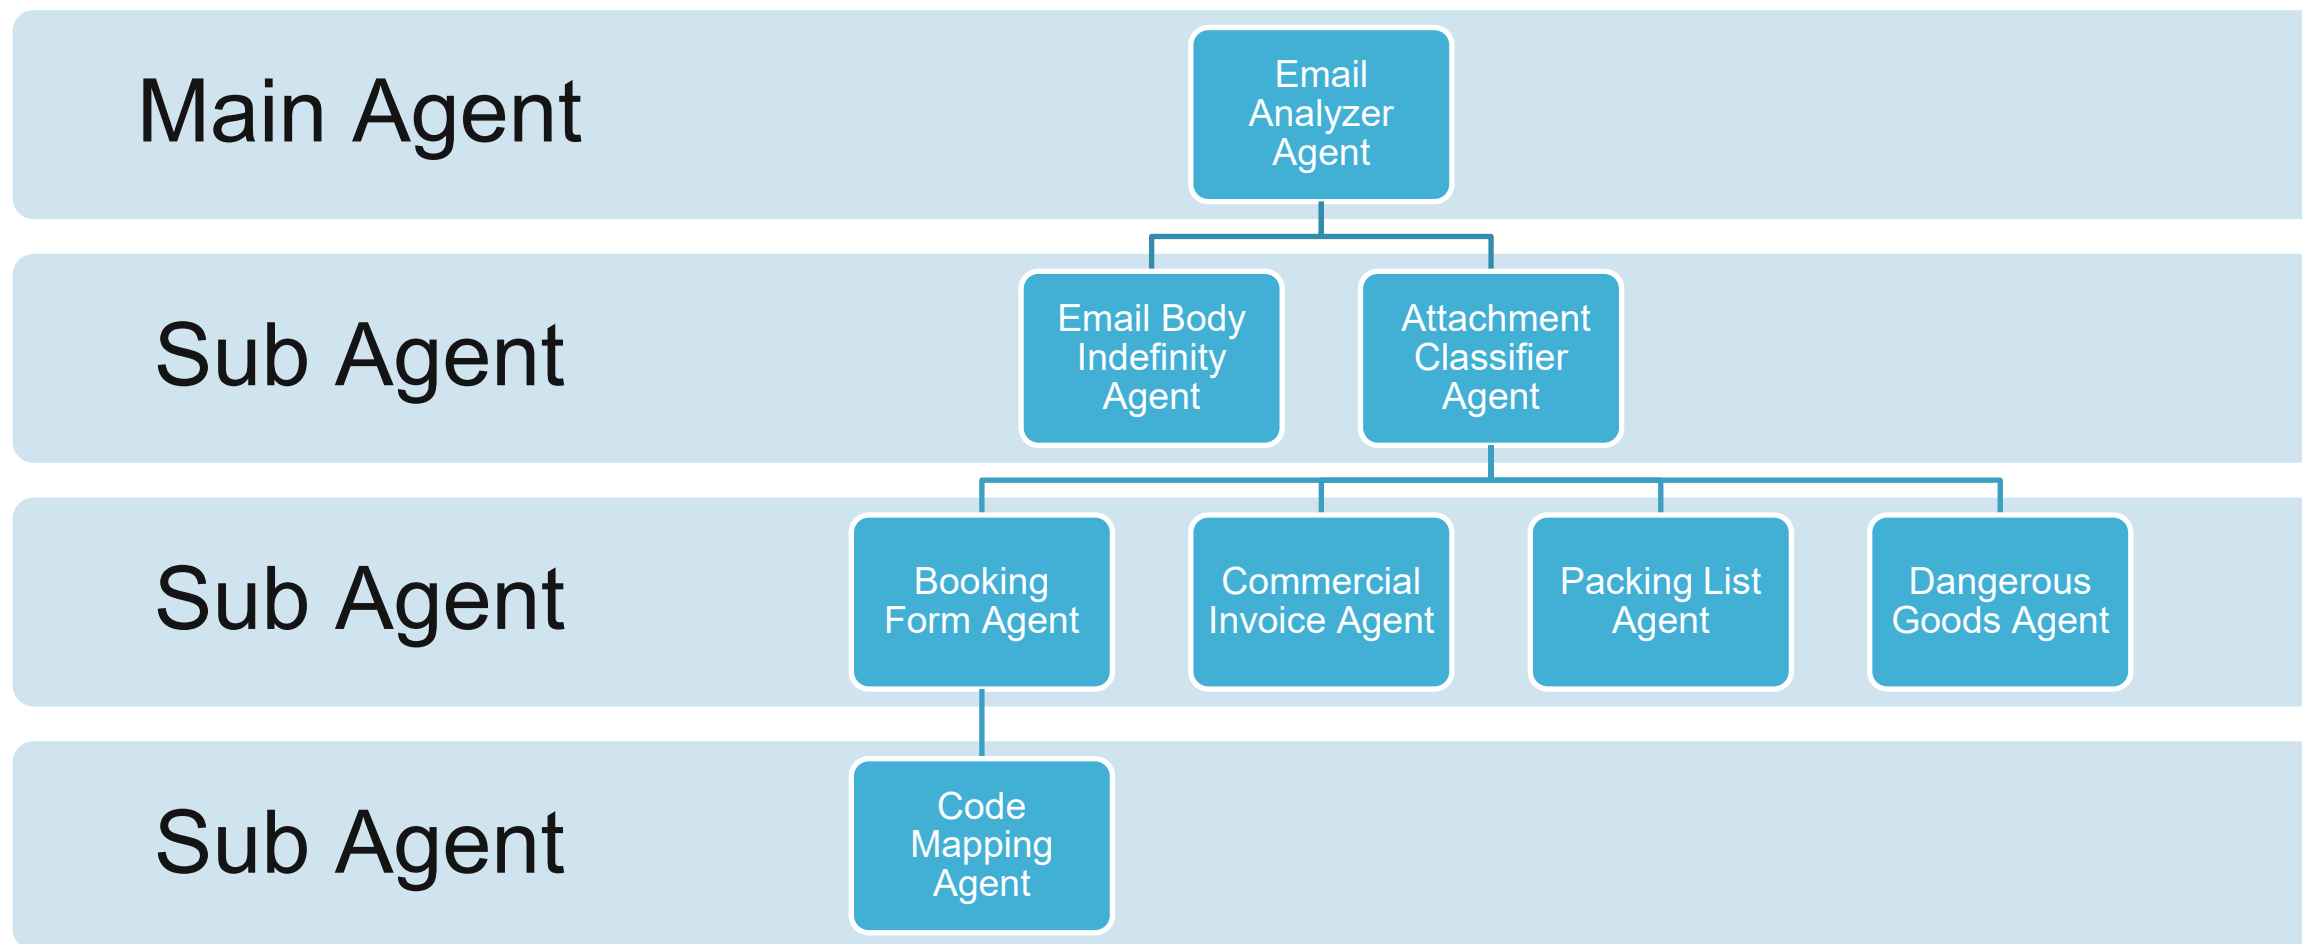 Main Agent
Email
Analyzer
Agent
Sub Agent
Email Body
Indefinity
Agent
Attachment
Classifier
Agent
Sub Agent
Booking
Form Agent
Commercial
Invoice Agent
Packing List
Agent
Dangerous
Goods Agent
Sub Agent
Code
Mapping
Agent